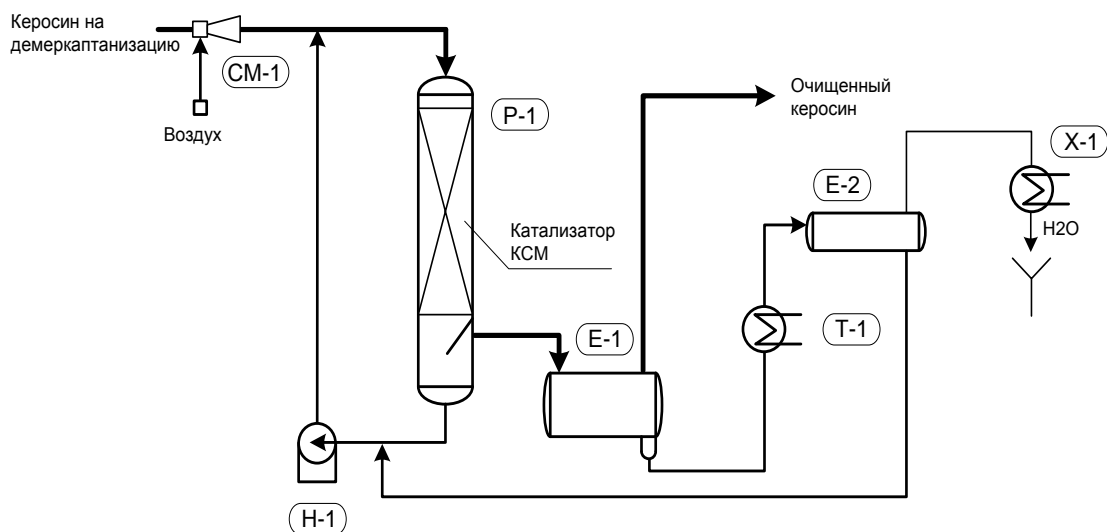 Керосин на
демеркаптанизацию
СМ-1
Воздух
Р-1
Катализатор
КСМ
Е-1
Н-1
Очищенный
керосин
Е-2
Х-1
Н2О
Т-1